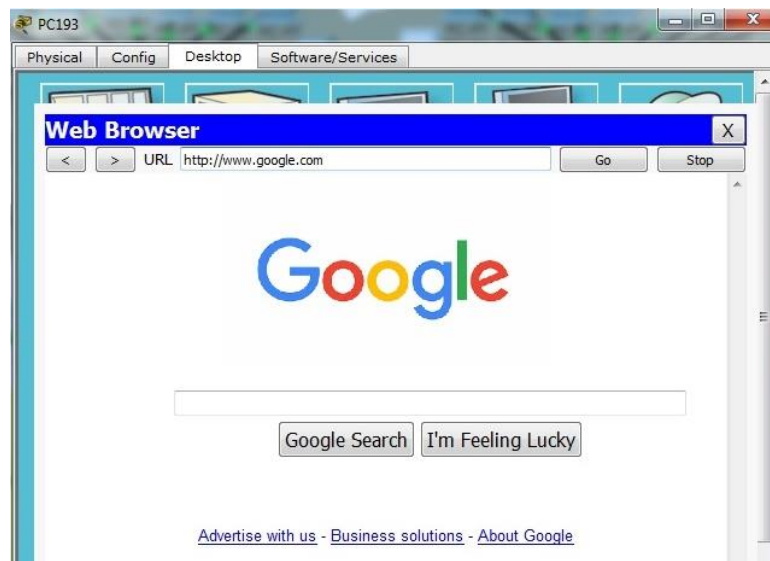 PC193
Physical Config Desktop Software/Services
Web Browser X
< > URL http://www.google.com Go Stop
Google
Google Search I'm Feeling Lucky
Advertise with us - Business solutions - About Google